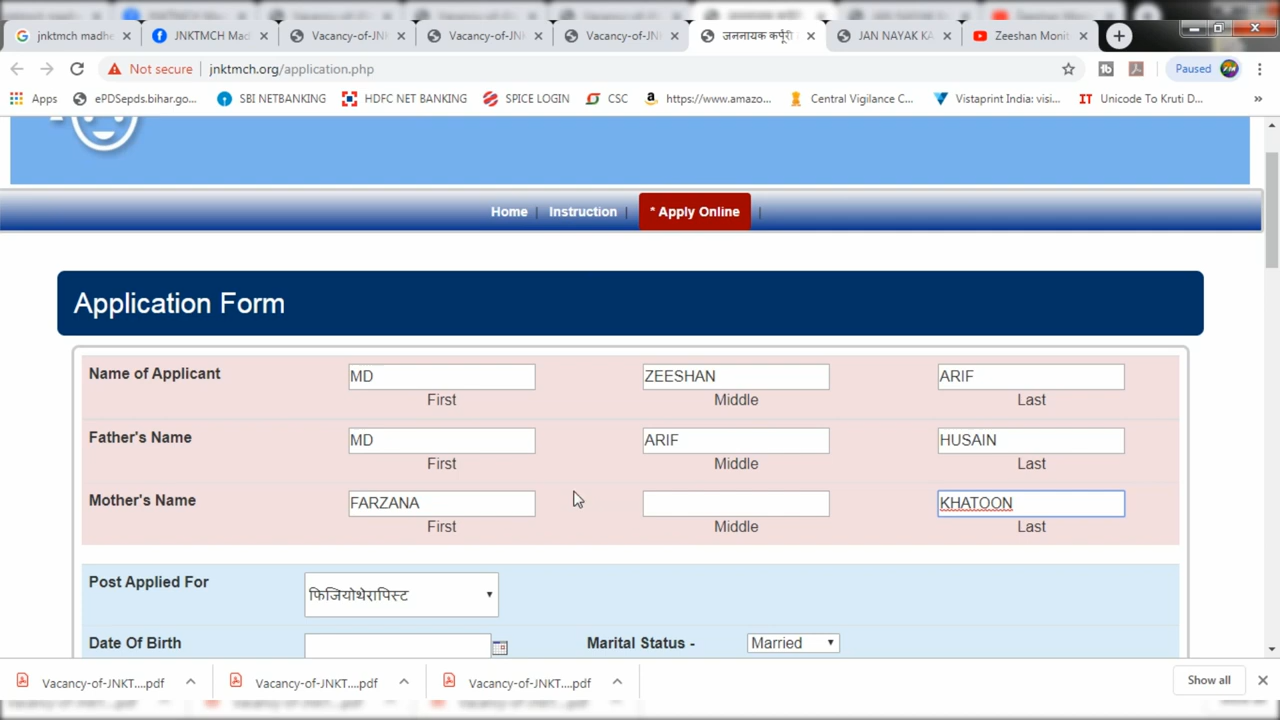 jnktmch madhe
JNKTMCH Mad
Vacancy-of-JNK
Vacancy-of-JNK
Vacancy-of-JNK
जननायक कर्पूरी
JAN NAYAK KA
Zeeshan Monit
Not secure
jnktmch.org/application.php
Paused
Apps
ePDSepds.bihar.go...
SBI NETBANKING
HDFC NET BANKING
SPICE LOGIN
CSC
https://www.amazo...
Central Vigilance C...
Vistaprint India: visi...
Unicode To Kruti D...
Home | Instruction | * Apply Online |
Application Form
Name of Applicant MD ZEESHAN ARIF
First Middle Last
Father's Name MD ARIF HUSAIN
First Middle Last
Mother's Name FARZANA KHATOON
First Middle Last
Post Applied For फिजियोथेरापिस्ट
Date Of Birth Marital Status - Married
Vacancy-of-JNKT....pdf Vacancy-of-JNKT....pdf Vacancy-of-JNKT....pdf Show all